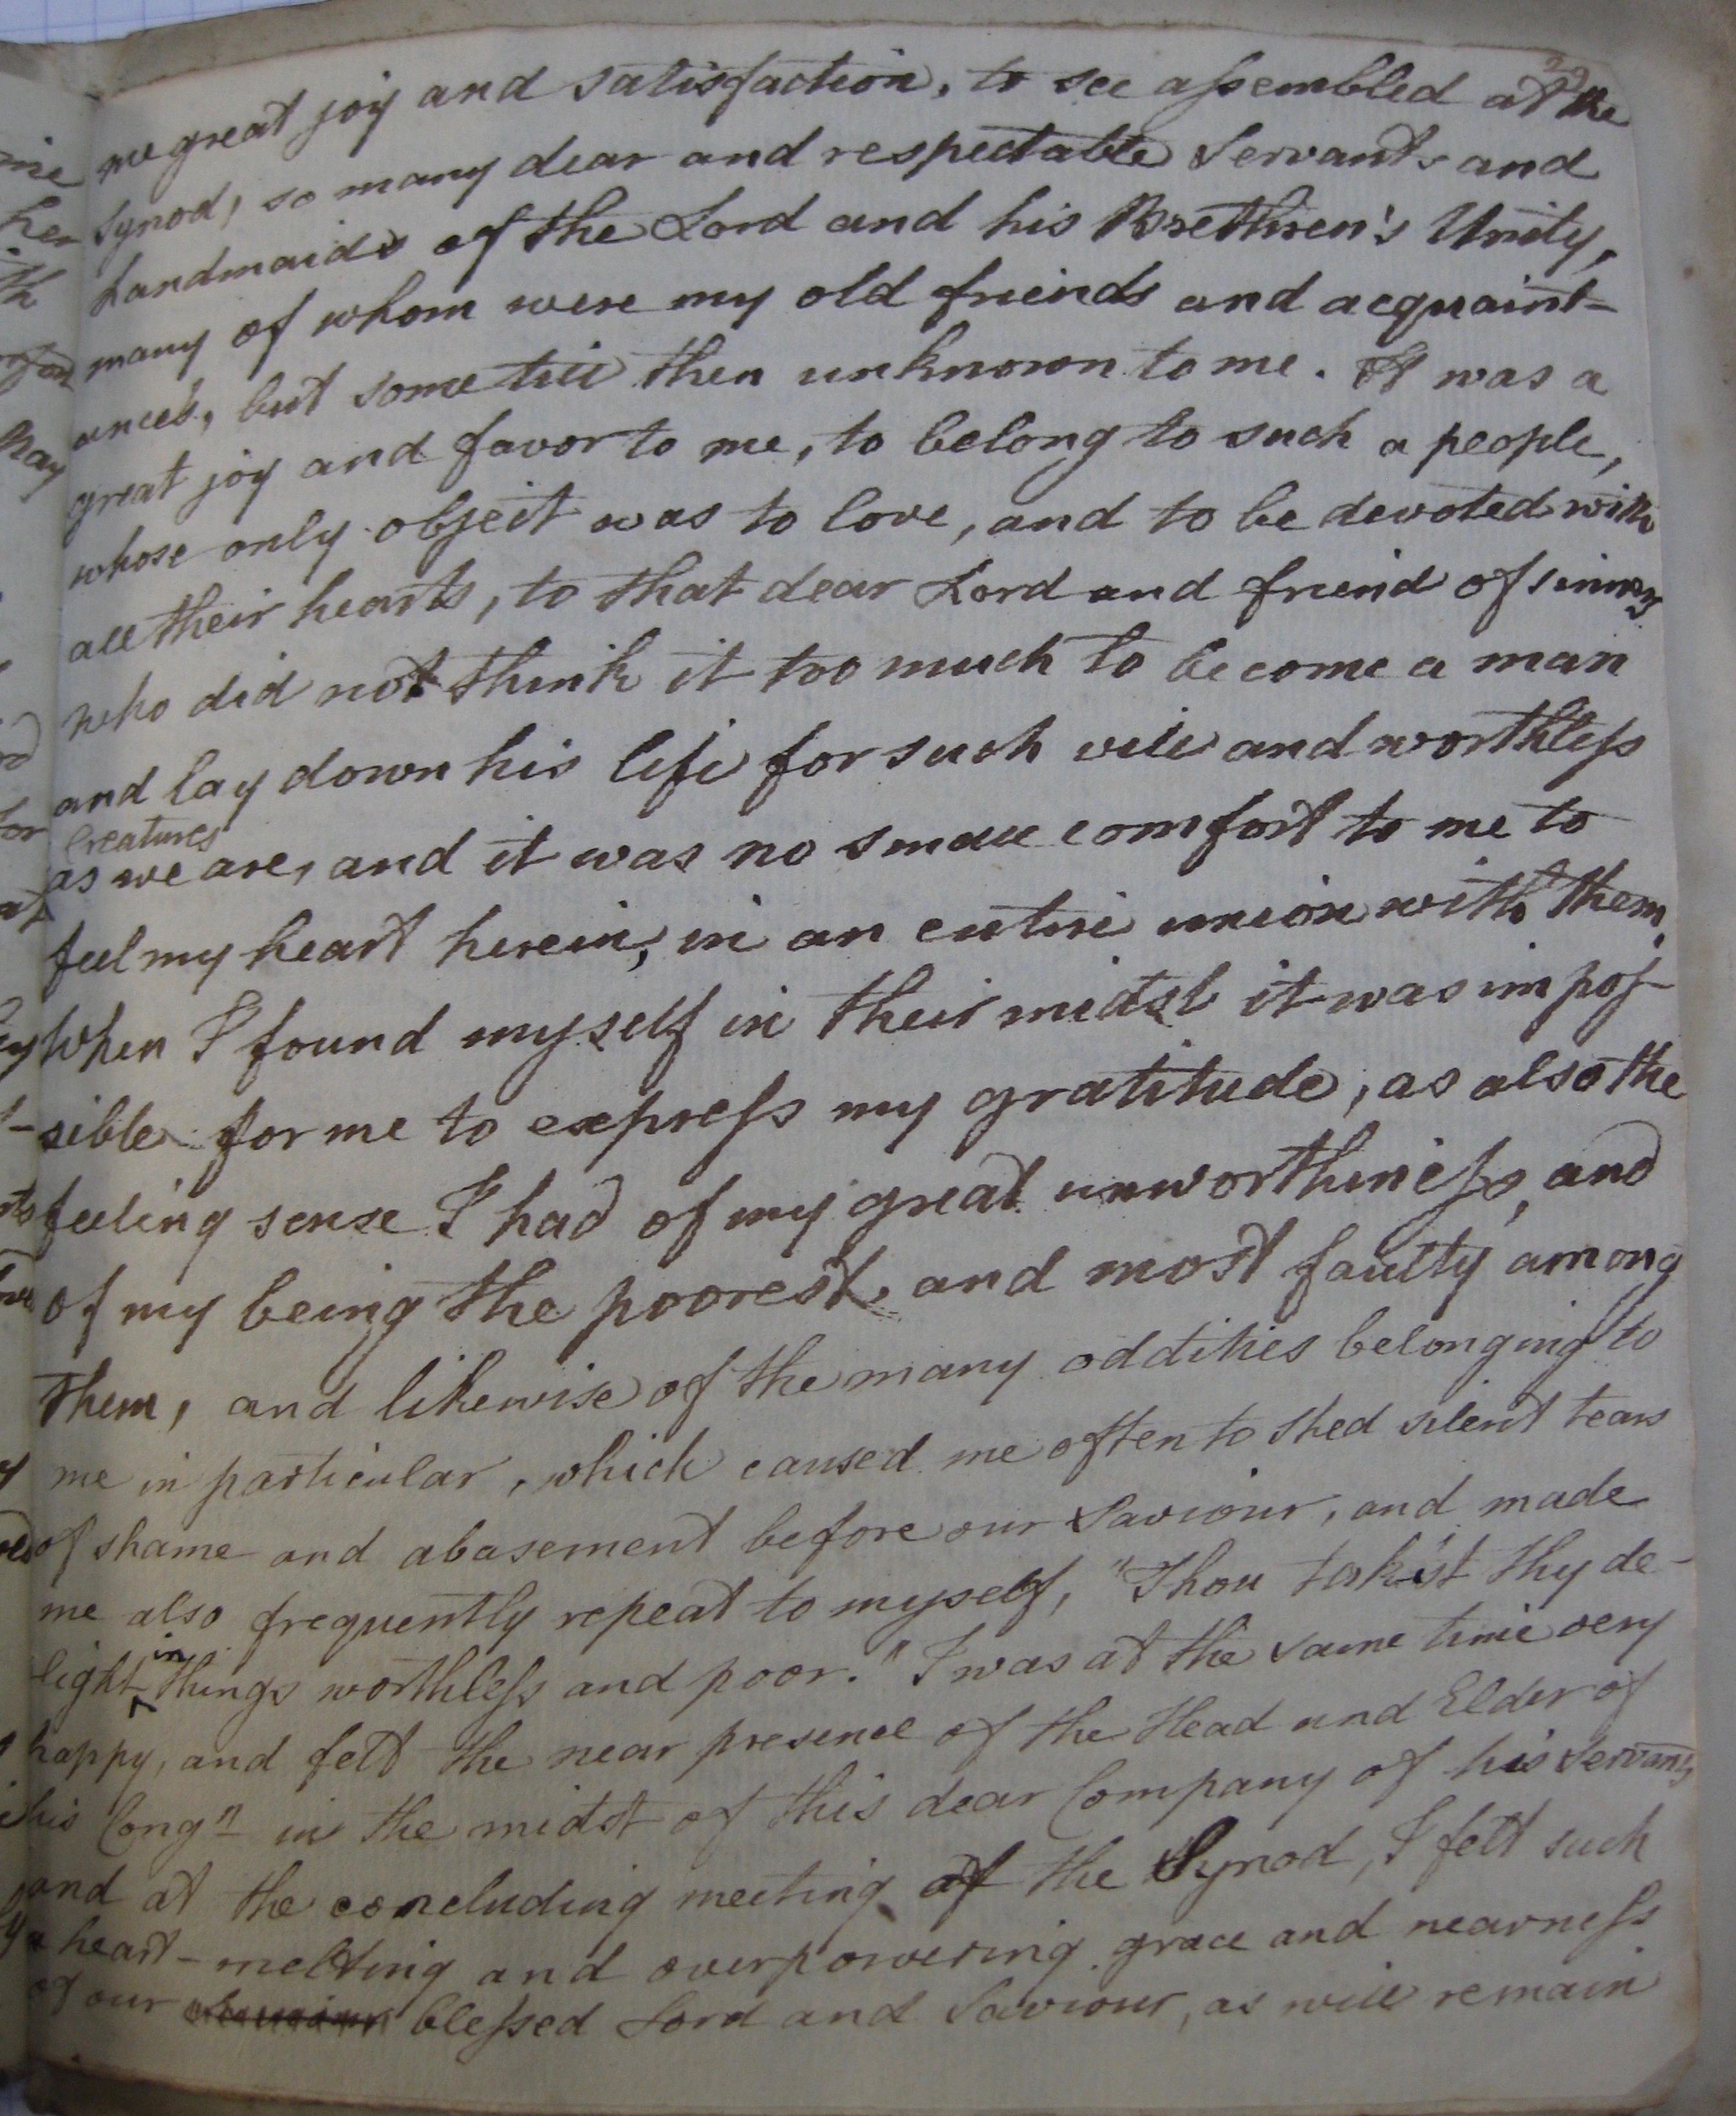 me great joy and satisfaction, to see assembled at the
Synod, so many dear and respectable Servants and
handmaids of the Lord and his Brethren's Unity,
many of whom were my old friends and acquaint-
ances, but some till then unknown to me. It was a
great joy and favor to me, to belong to such a people,
whose only object was to love, and to be devoted with
all their hearts, to that dear Lord and friend of sinners
who did not think it too much to become a man
and lay down his life for such vile and worthless
Creatures
as we are, and it was no small comfort to me to
feel my heart herein, in an entire union with them.
When I found myself in their midst it was impos-
sible for me to express my gratitude, as also the
feeling sense I had of my great unworthiness, and
of my being the poorest, and most faulty among
them, and likewise of the many oddities belonging to
me in particular, which caused me often to shed silent tears
of shame and abasement before our Saviour, and made
me also frequently repeat to myself, "Thou tak'st thy de-
light in things worthless and poor." I was at the same time very
happy, and felt the near presence of the Head and Elder of
his Congn in the midst of this dear Company of his Servants
and at the concluding meeting of the Synod, I felt such
a heart-melting and overpowering grace and nearness
of our blessed Lord and Saviour, as will remain